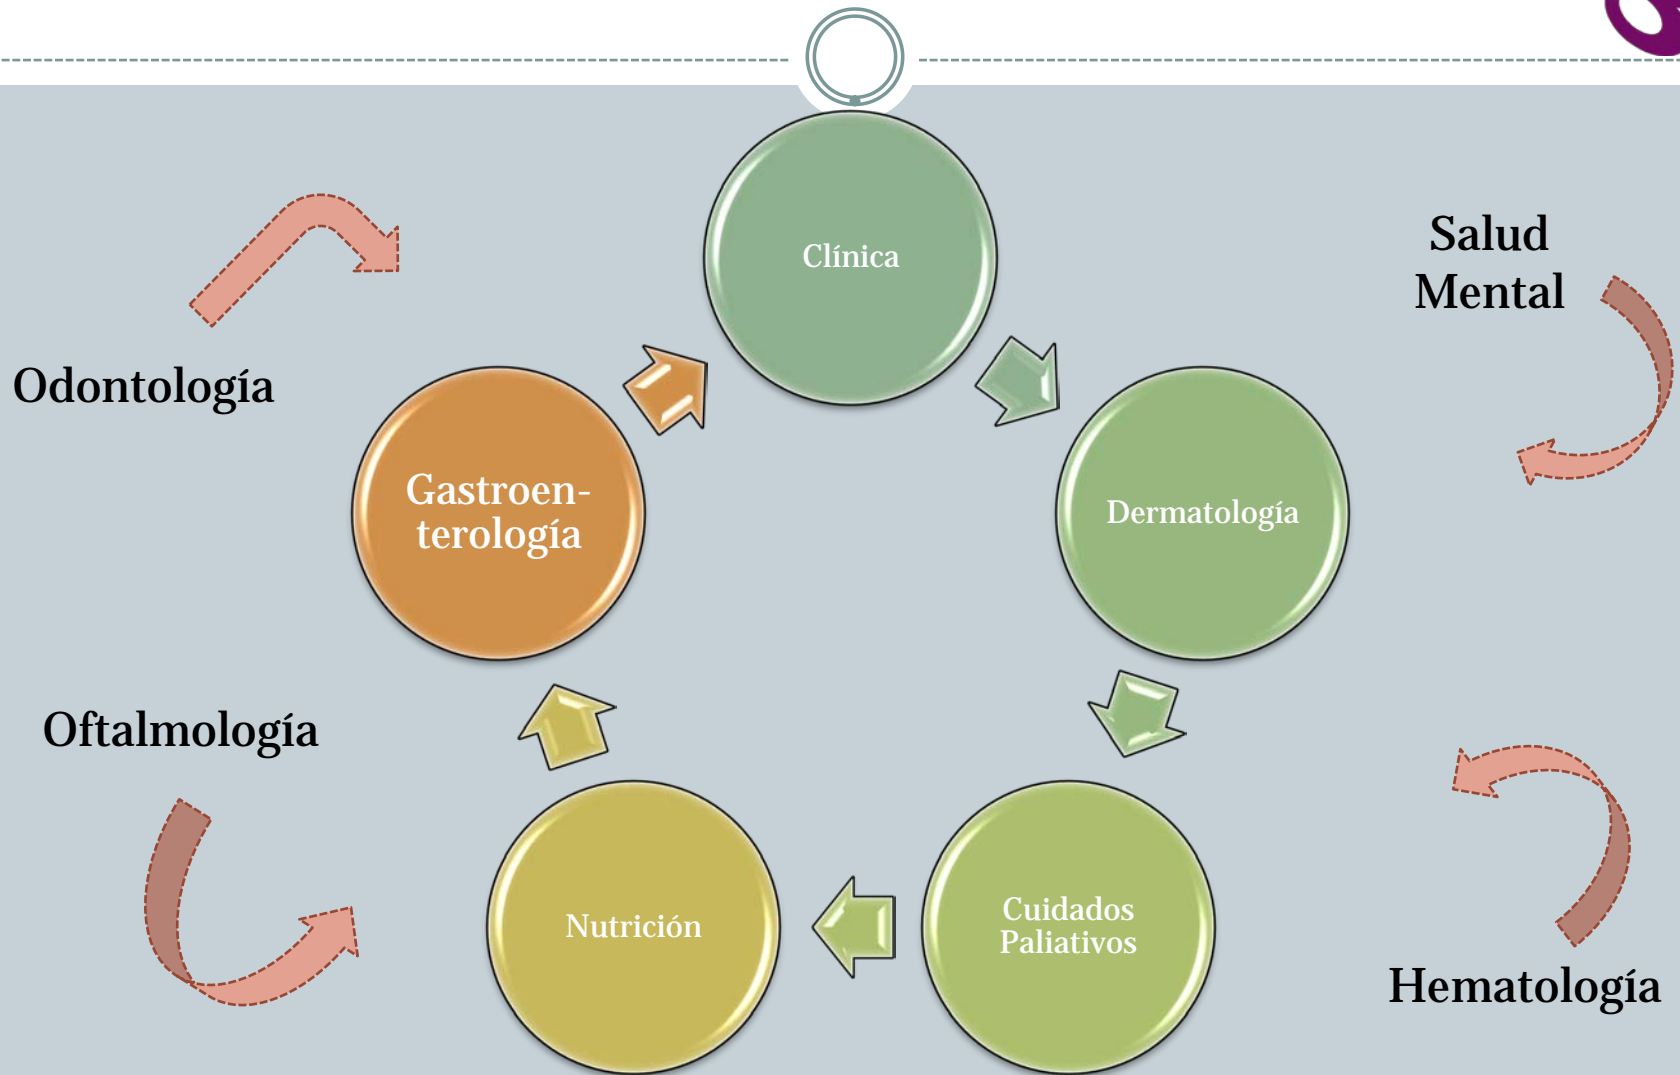 Clínica
Salud
Mental
Odontología
Gastroen-
terología
Dermatología
Oftalmología
Nutrición
Cuidados
Paliativos
Hematología